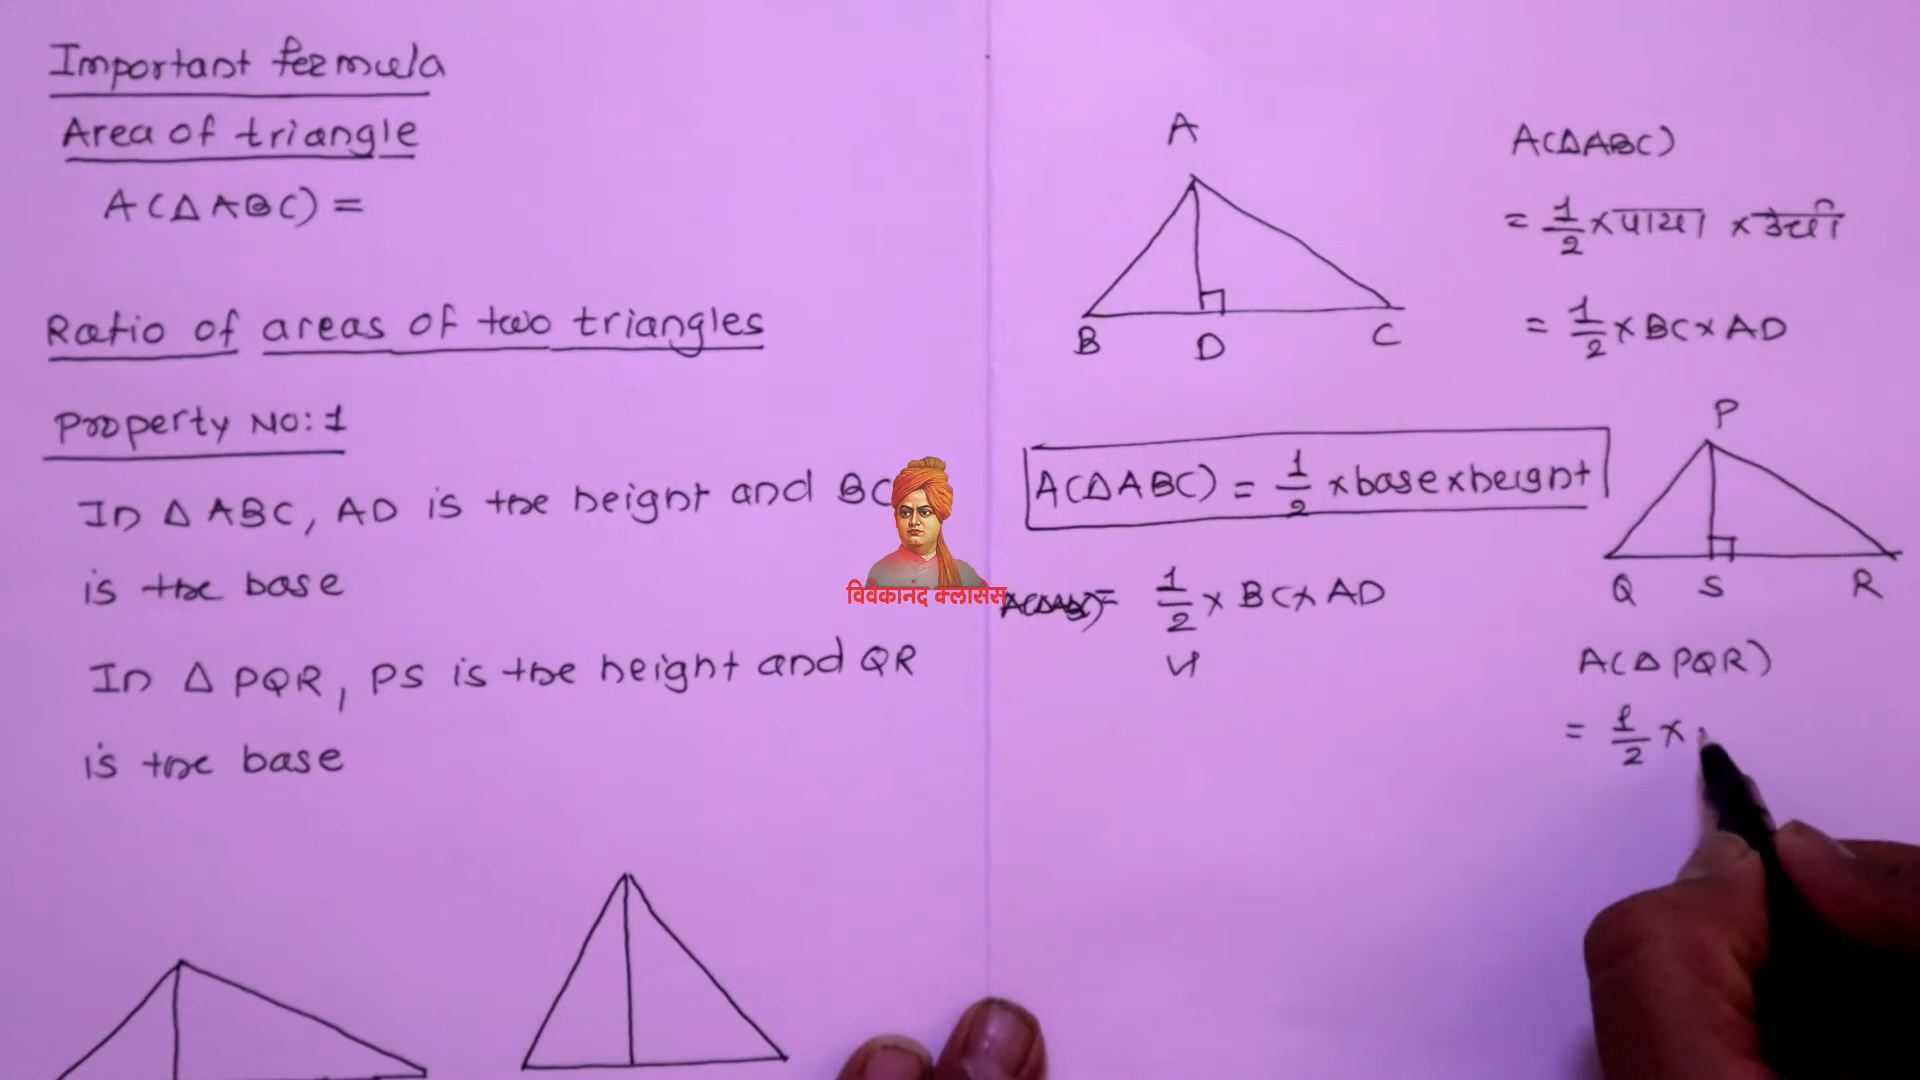 Important formula
Area of triangle
A(△ABC) =
Ratio of areas of two triangles
Property No: 1
In △ ABC, AD is the height and BC
is the base
In △ PQR, PS is the height and QR
is the base
A
B D C
A(△ABC)
= 1/2 × पाया × उंची
= 1/2 × BC × AD
A(△ABC) = 1/2 × base × height
= 1/2 × BC × AD
P
Q S R
A(△ PQR)
= 1/2 ×
विवेकानंद क्लासेस